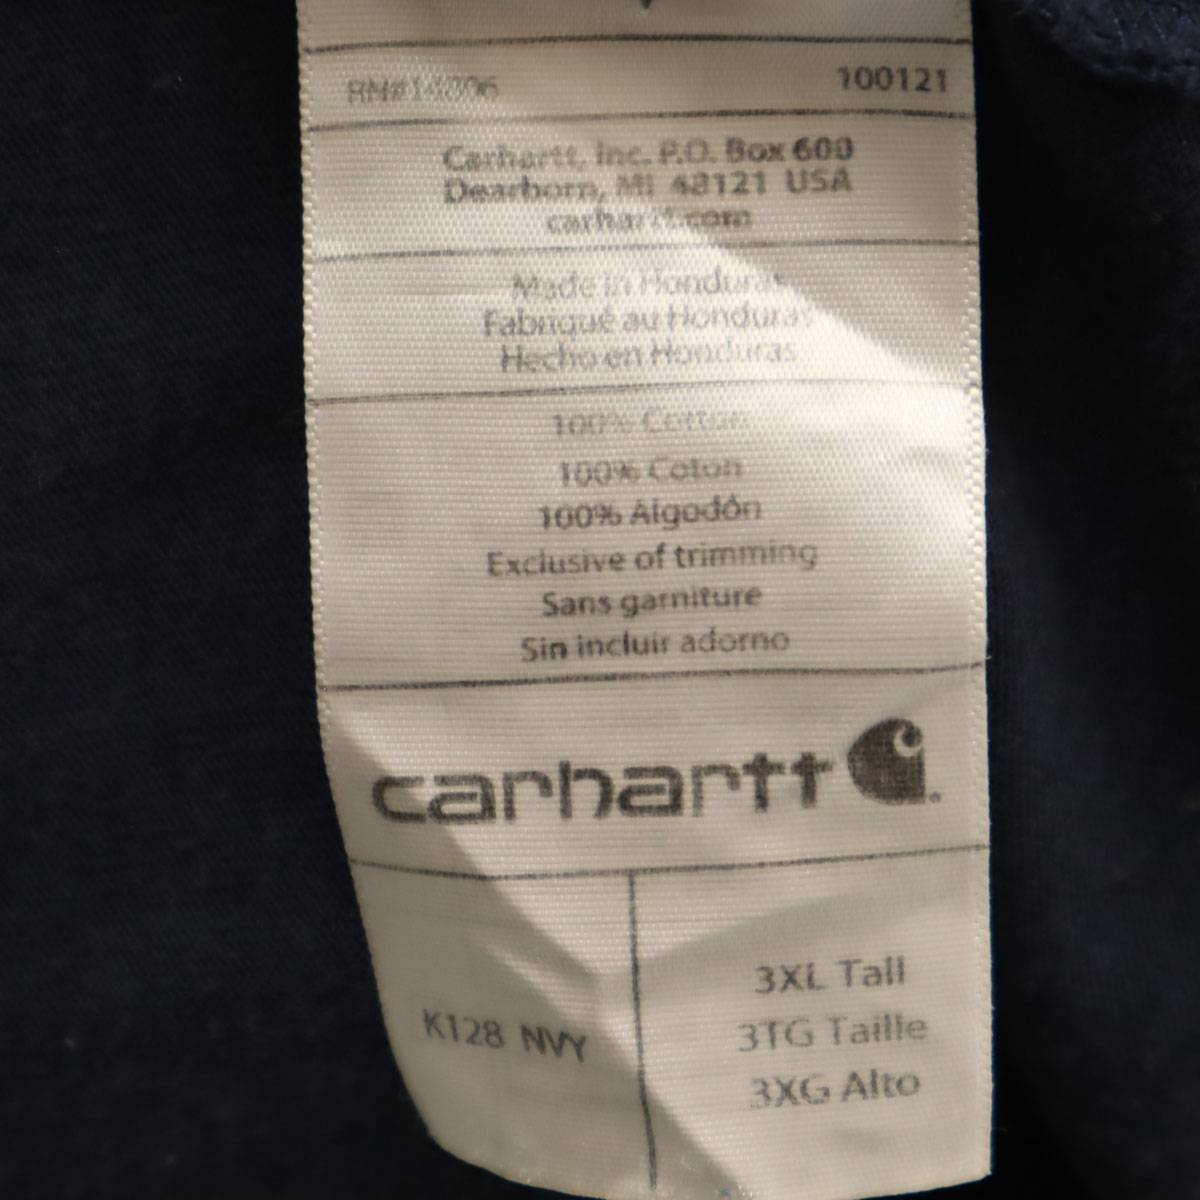 RN#14806 100121
Carhartt, Inc. P.O. Box 600
Dearborn, MI 48121 USA
carhartt.com
Made in Honduras
Fabriqué au Honduras
Hecho en Honduras
100% Cotton
100% Coton
100% Algodón
Exclusive of trimming
Sans garniture
Sin incluir adorno
carhartt
K128 NVY
3XL Tall
3TG Taille
3XG Alto